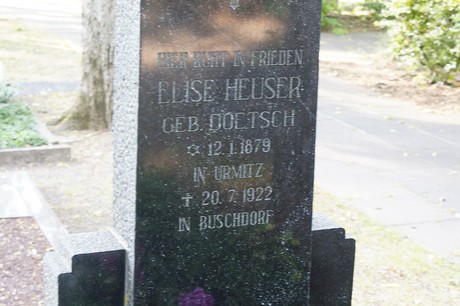 HIER RUHT IN FRIEDEN
ELISE HEUSER
GEB. DOETSCH
✡ 12. 1. 1879
IN URMITZ
✝ 20. 7. 1922
IN BUSCHDORF